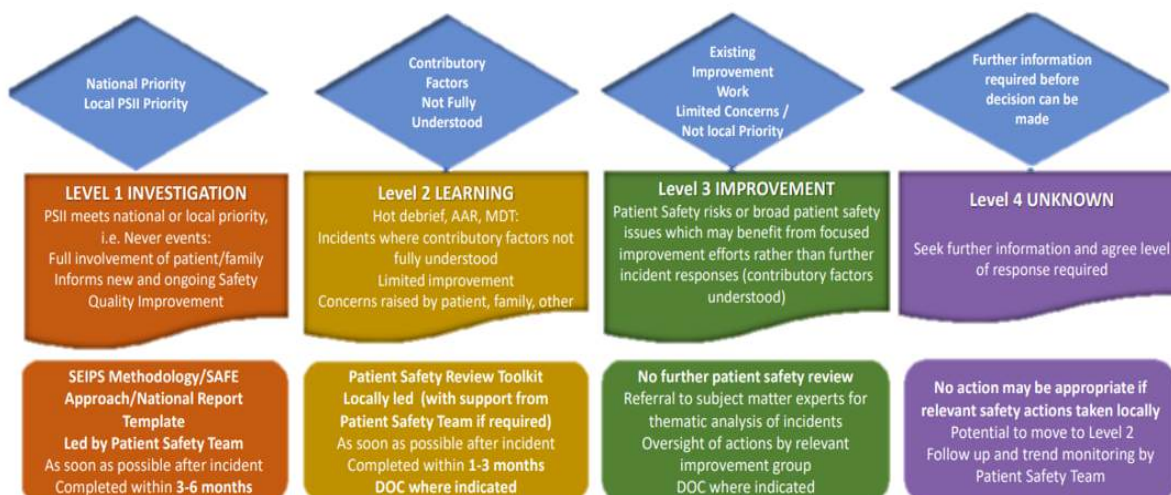 National Priority
Local PSII Priority
Contributory
Factors
Not Fully
Understood
Existing
Improvement
Work
Limited Concerns /
Not local Priority
Further information
required before
decision can be
made
LEVEL 1 INVESTIGATION
PSII meets national or local priority,
i.e. Never events:
Full involvement of patient/family
Informs new and ongoing Safety
Quality Improvement
Level 2 LEARNING
Hot debrief, AAR, MDT:
Incidents where contributory factors not
fully understood
Limited improvement
Concerns raised by patient, family, other
Level 3 IMPROVEMENT
Patient Safety risks or broad patient safety
issues which may benefit from focused
improvement efforts rather than further
incident responses (contributory factors
understood)
Level 4 UNKNOWN
Seek further information and agree level
of response required
SEIPS Methodology/SAFE
Approach/National Report
Template
Led by Patient Safety Team
As soon as possible after incident
Completed within 3-6 months
Patient Safety Review Toolkit
Locally led (with support from
Patient Safety Team if required)
As soon as possible after incident
Completed within 1-3 months
DOC where indicated
No further patient safety review
Referral to subject matter experts for
thematic analysis of incidents
Oversight of actions by relevant
improvement group
DOC where indicated
No action may be appropriate if
relevant safety actions taken locally
Potential to move to Level 2
Follow up and trend monitoring by
Patient Safety Team